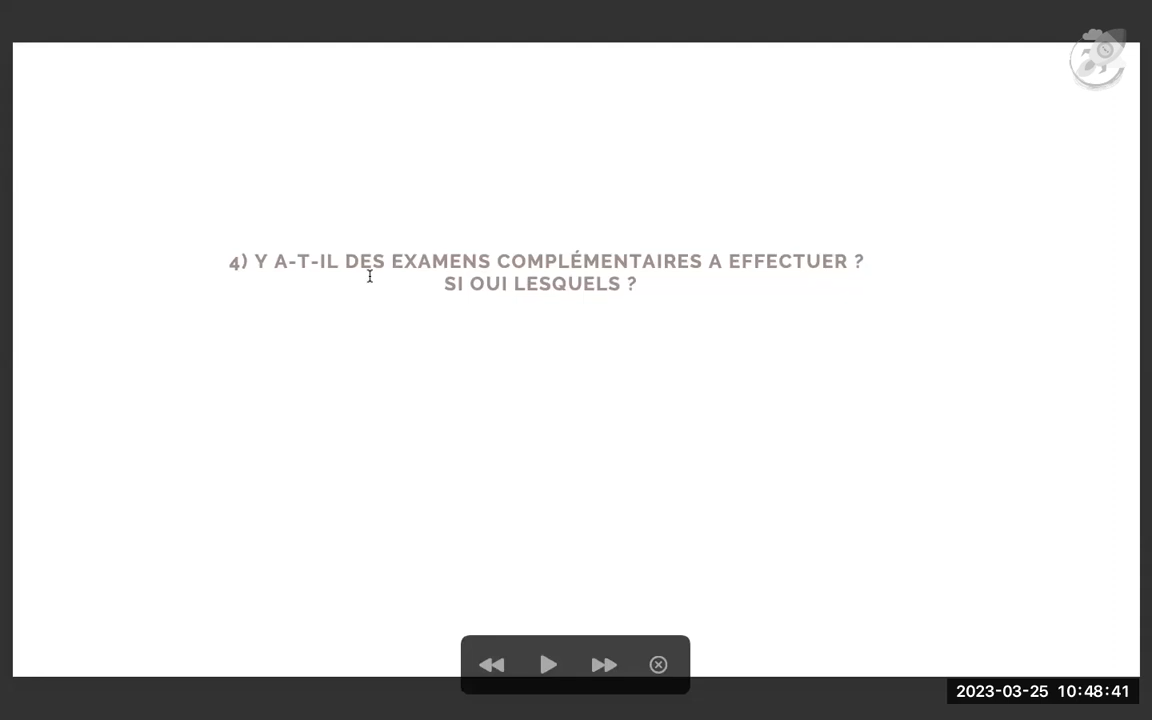 4) Y A-T-IL DES EXAMENS COMPLÉMENTAIRES A EFFECTUER ?
SI OUI LESQUELS ?
2023-03-25 10:48:41